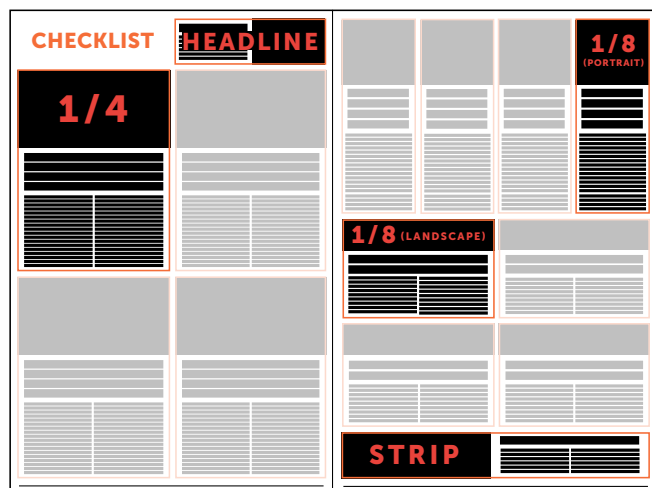 CHECKLIST
HEADLINE
1/4
1/8
(PORTRAIT)
1/8 (LANDSCAPE)
STRIP